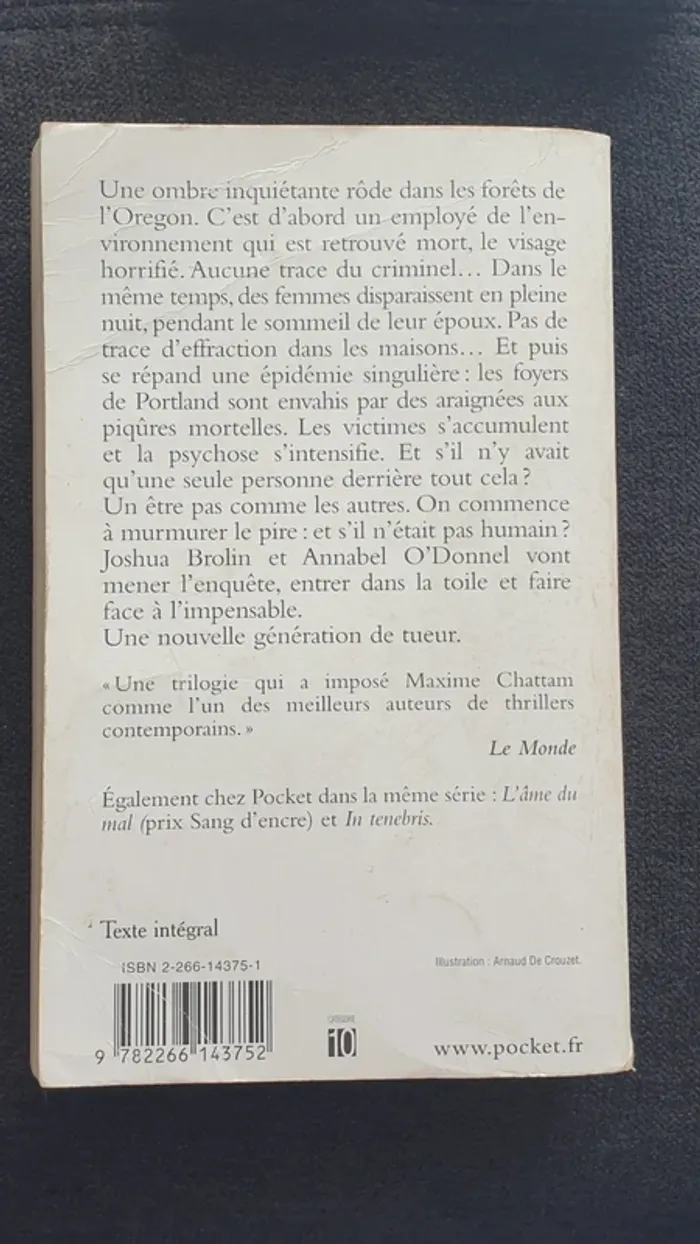 Une ombre inquiétante rôde dans les forêts de
l'Oregon. C'est d'abord un employé de l'en-
vironnement qui est retrouvé mort, le visage
horrifié. Aucune trace du criminel... Dans le
même temps, des femmes disparaissent en pleine
nuit, pendant le sommeil de leur époux. Pas de
trace d'effraction dans les maisons... Et puis
se répand une épidémie singulière : les foyers
de Portland sont envahis par des araignées aux
piqûres mortelles. Les victimes s'accumulent
et la psychose s'intensifie. Et s'il n'y avait
qu'une seule personne derrière tout cela ?
Un être pas comme les autres. On commence
à murmurer le pire : et s'il n'était pas humain ?
Joshua Brolin et Annabel O'Donnel vont
mener l'enquête, entrer dans la toile et faire
face à l'impensable.
Une nouvelle génération de tueur.
« Une trilogie qui a imposé Maxime Chattam
comme l'un des meilleurs auteurs de thrillers
contemporains. »
Le Monde
Également chez Pocket dans la même série : L'âme du
mal (prix Sang d'encre) et In tenebris.
Texte intégral
ISBN 2-266-14375-1
Illustration : Arnaud De Crouzet.
9 782266 143752
CATÉGORIE
10
www.pocket.fr